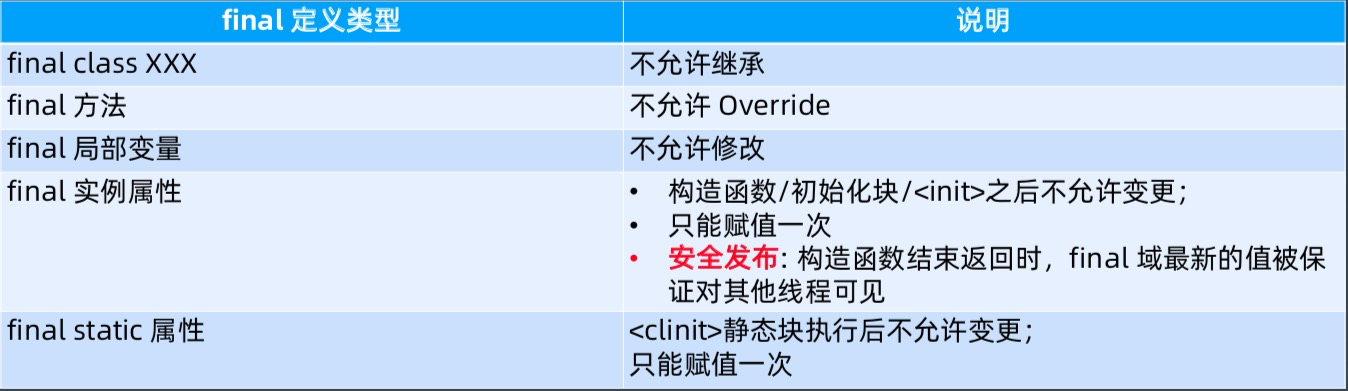 final 定义类型
说明
final class XXX
不允许继承
final 方法
不允许 Override
final 局部变量
不允许修改
final 实例属性
• 构造函数/初始化块/<init>之后不允许变更;
• 只能赋值一次
• 安全发布: 构造函数结束返回时，final 域最新的值被保
证对其他线程可见
final static 属性
<clinit>静态块执行后不允许变更;
只能赋值一次